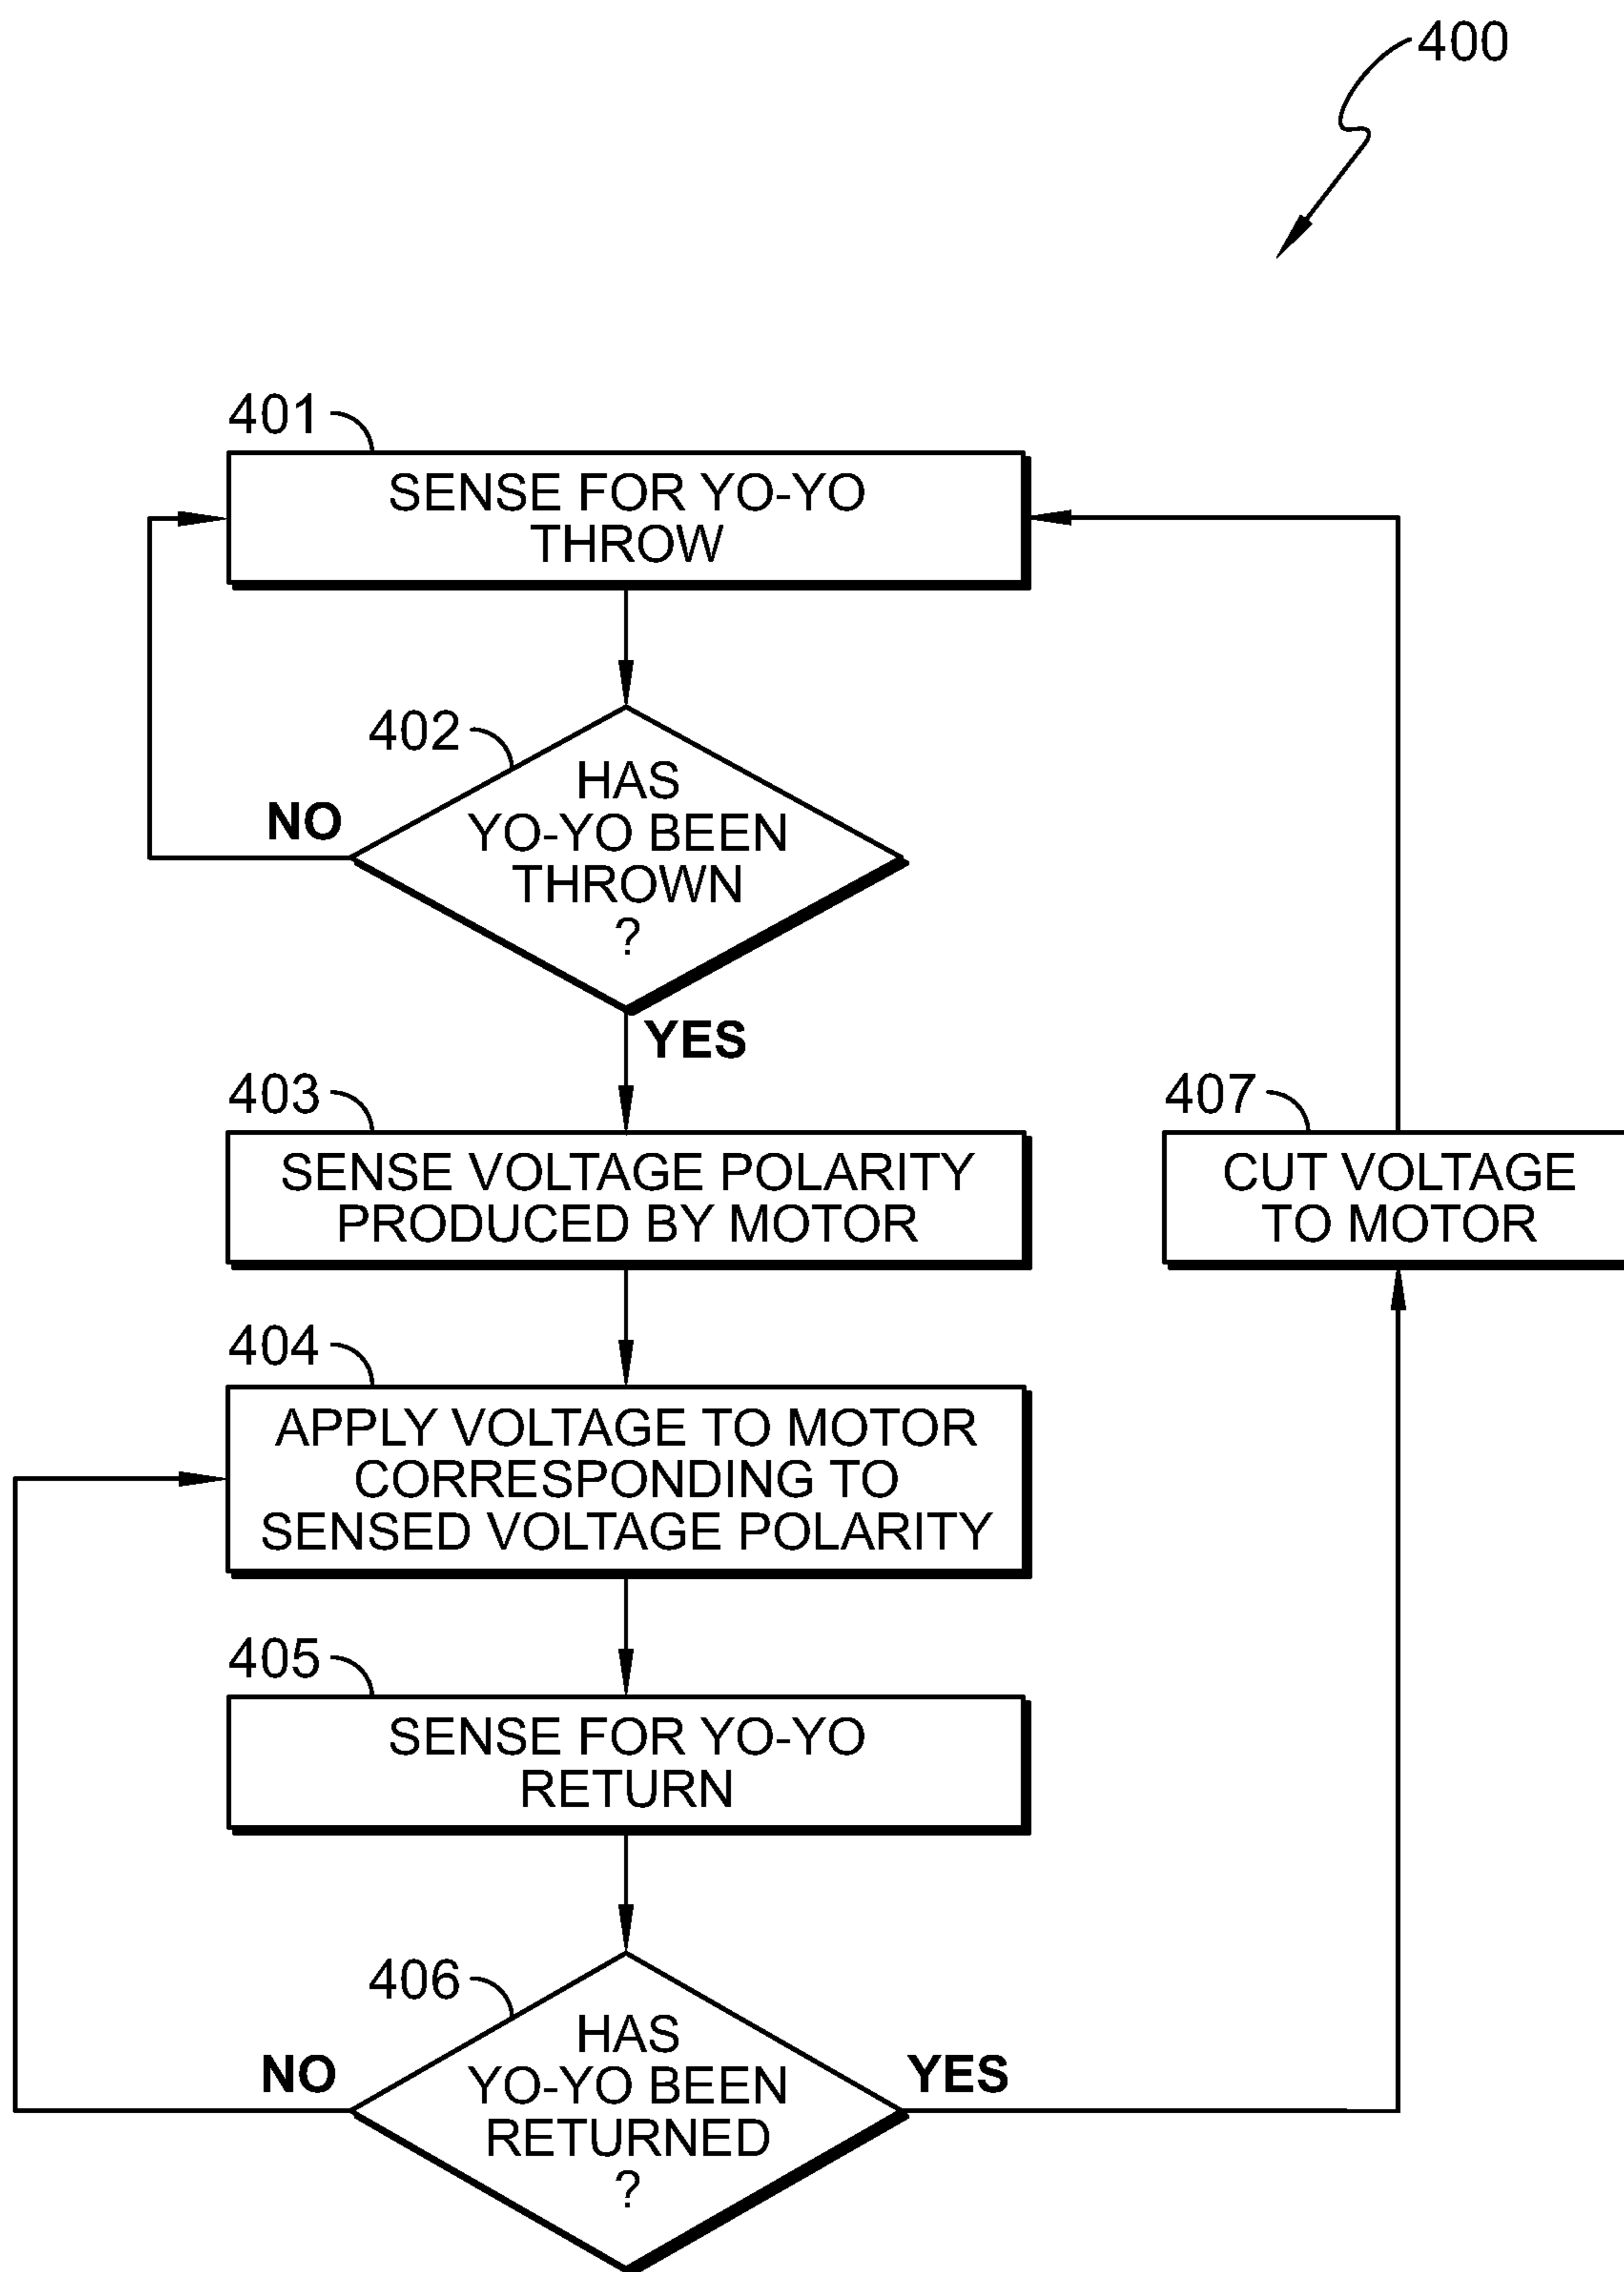 400
401
SENSE FOR YO-YO
THROW
402
HAS
YO-YO BEEN
THROWN
?
NO
YES
403
SENSE VOLTAGE POLARITY
PRODUCED BY MOTOR
407
CUT VOLTAGE
TO MOTOR
404
APPLY VOLTAGE TO MOTOR
CORRESPONDING TO
SENSED VOLTAGE POLARITY
405
SENSE FOR YO-YO
RETURN
406
HAS
YO-YO BEEN
RETURNED
?
NO
YES